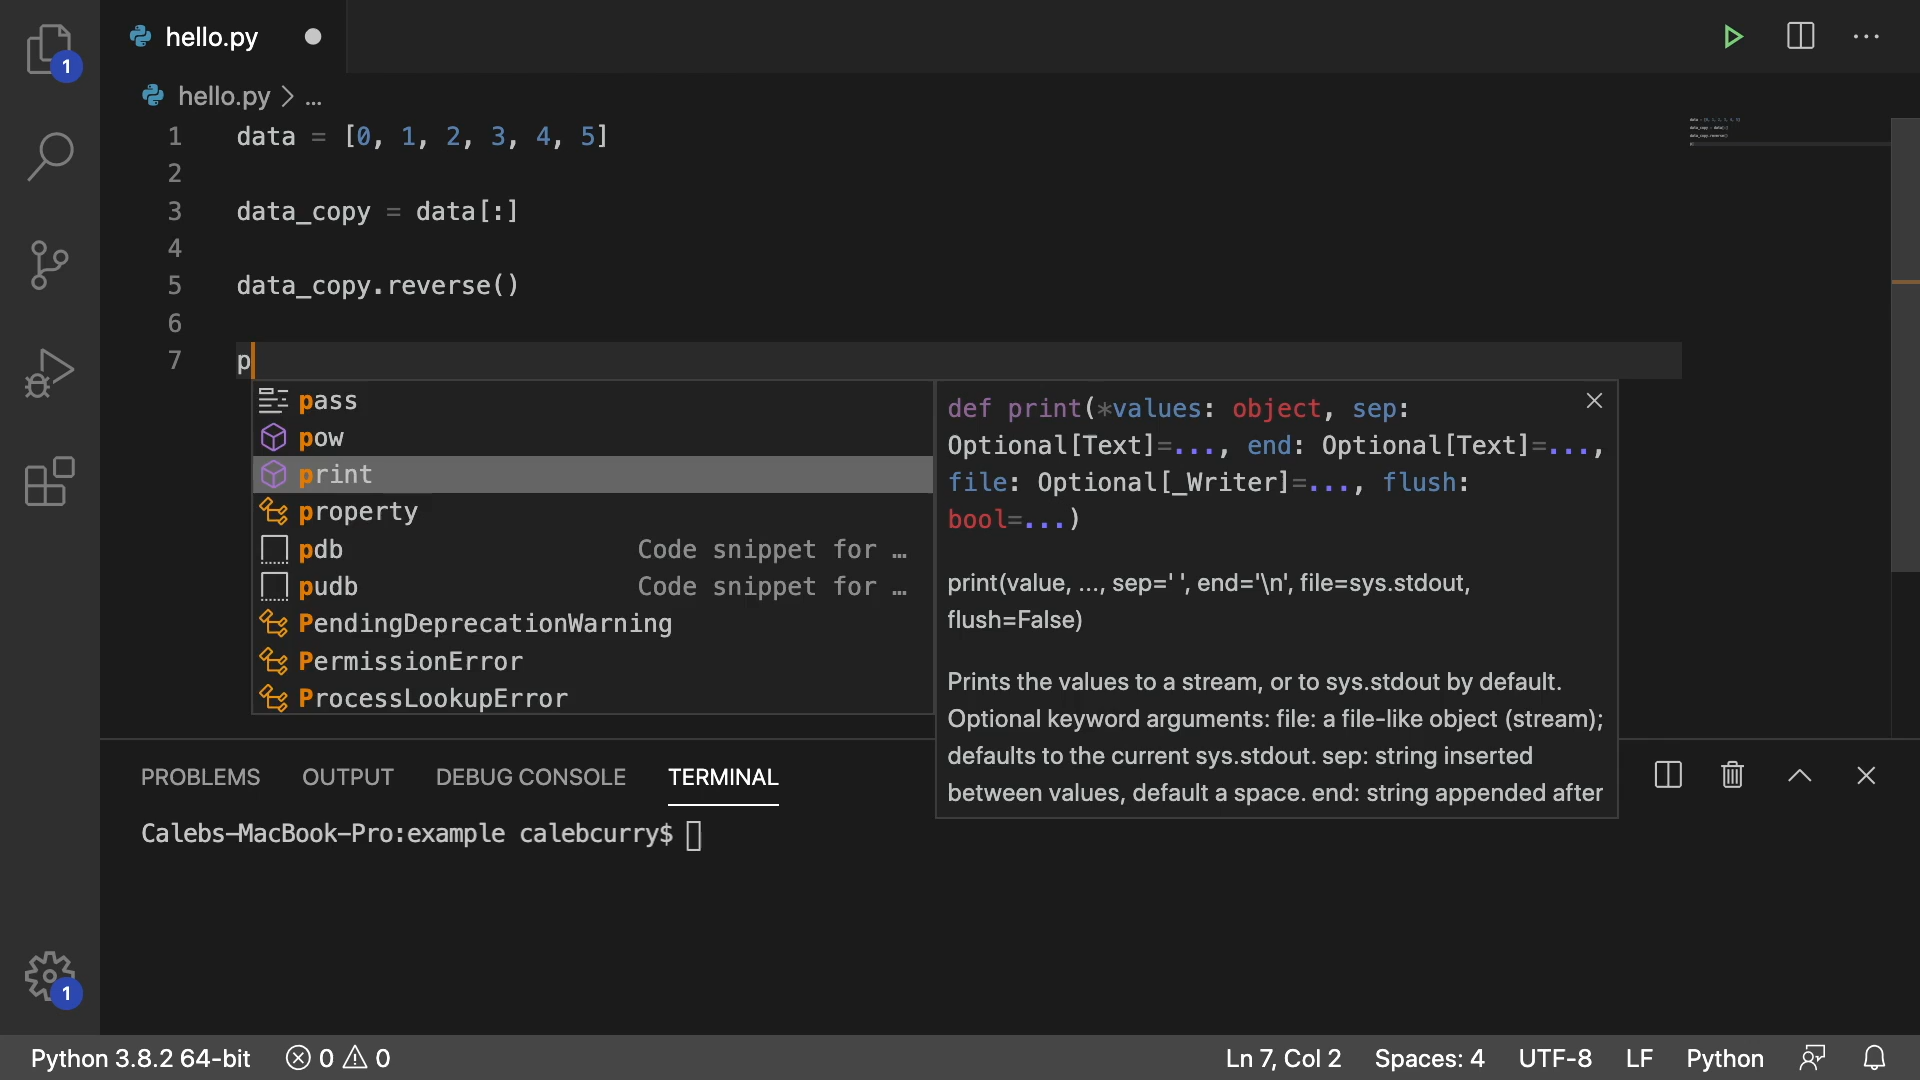 hello.py
1
hello.py > ...
1 data = [0, 1, 2, 3, 4, 5]
2
3 data_copy = data[:]
4
5 data_copy.reverse()
6
7 p
pass
pow
print
property
pdb Code snippet for …
pudb Code snippet for …
PendingDeprecationWarning
PermissionError
ProcessLookupError
def print(*values: object, sep:
Optional[Text]=..., end: Optional[Text]=...,
file: Optional[_Writer]=..., flush:
bool=...)
print(value, ..., sep=' ', end='\n', file=sys.stdout,
flush=False)
Prints the values to a stream, or to sys.stdout by default.
Optional keyword arguments: file: a file-like object (stream);
defaults to the current sys.stdout. sep: string inserted
between values, default a space. end: string appended after
PROBLEMS OUTPUT DEBUG CONSOLE TERMINAL
Calebs-MacBook-Pro:example calebcurry$
1
Python 3.8.2 64-bit 0 0 Ln 7, Col 2 Spaces: 4 UTF-8 LF Python